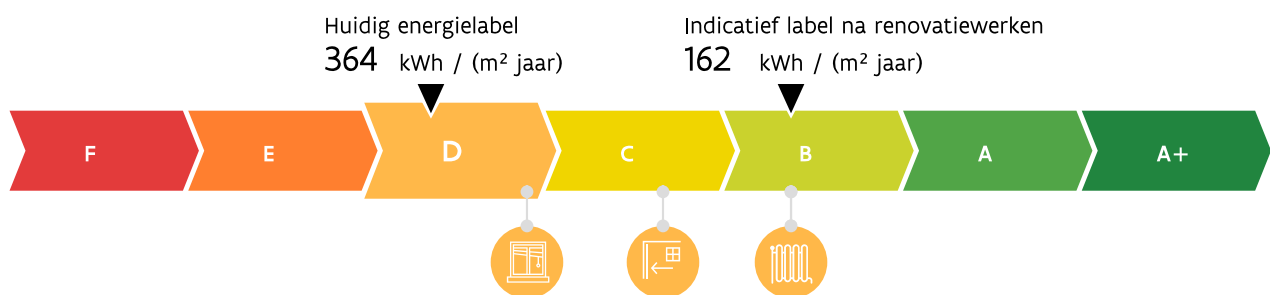 Huidig energielabel
364 kWh / (m² jaar)
Indicatief label na renovatiewerken
162 kWh / (m² jaar)
F E D C B A A+